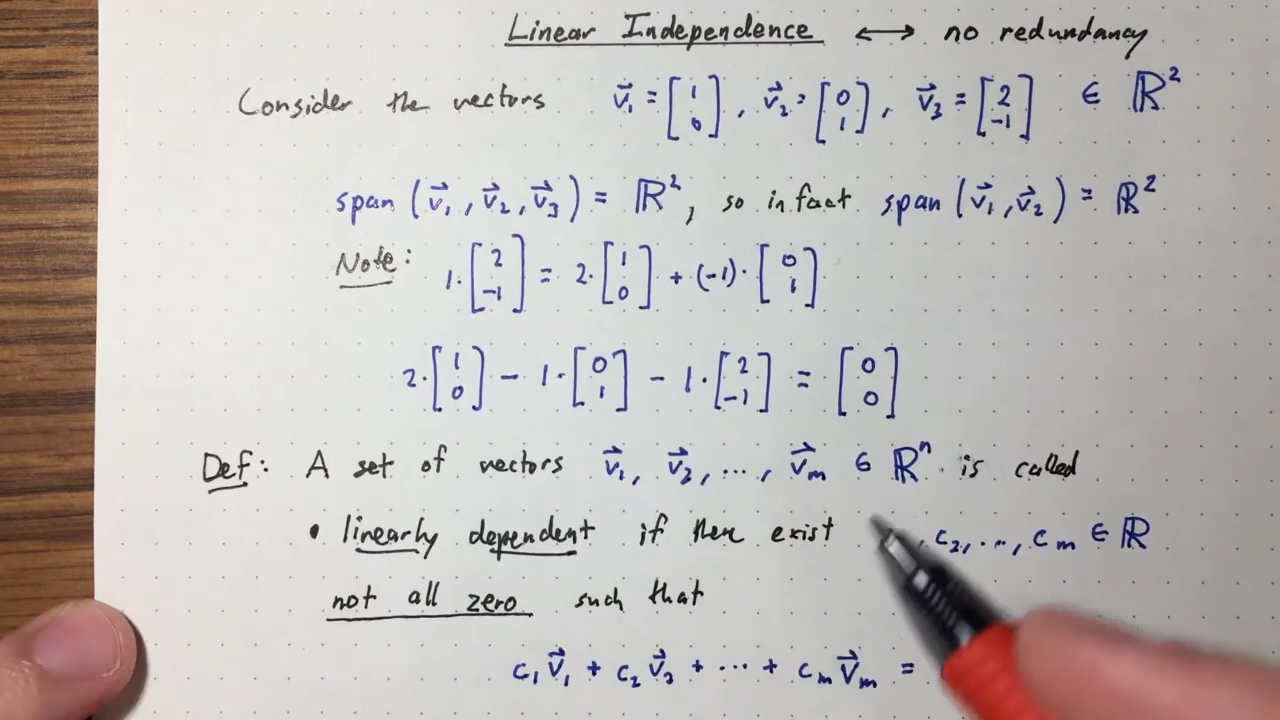 Linear Independence ⟷ no redundancy
Consider the vectors v⃗₁ = [1 0], v⃗₂ = [0 1], v⃗₃ = [2 -1] ∈ ℝ²
span (v⃗₁, v⃗₂, v⃗₃) = ℝ², so in fact span (v⃗₁, v⃗₂) = ℝ²
Note: 1·[2 -1] = 2·[1 0] + (-1)·[0 1]
2·[1 0] - 1·[0 1] - 1·[2 -1] = [0 0]
Def: A set of vectors v⃗₁, v⃗₂, ..., v⃗ₘ ∈ ℝⁿ is called
• linearly dependent if there exist , c₂, ..., cₘ ∈ ℝ
not all zero such that
c₁v⃗₁ + c₂v⃗₂ + ··· + cₘv⃗ₘ =